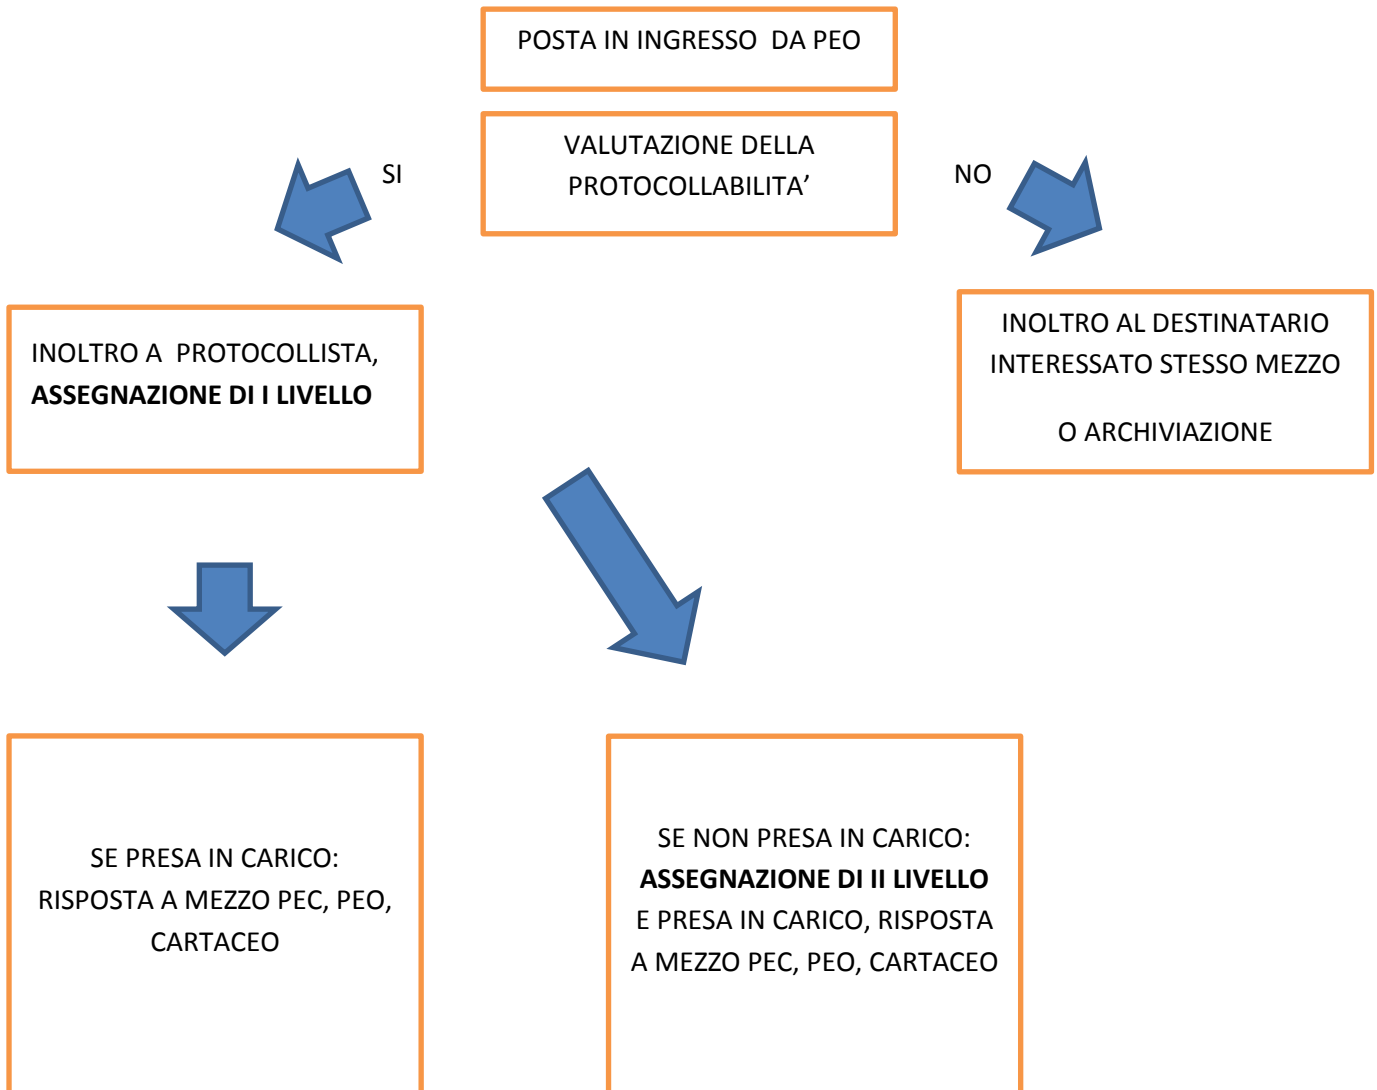 POSTA IN INGRESSO  DA PEO
VALUTAZIONE DELLA
PROTOCOLLABILITA’
SI
NO
INOLTRO A  PROTOCOLLISTA,
ASSEGNAZIONE DI I LIVELLO
INOLTRO AL DESTINATARIO
INTERESSATO STESSO MEZZO
O ARCHIVIAZIONE
SE PRESA IN CARICO:
RISPOSTA A MEZZO PEC, PEO,
CARTACEO
SE NON PRESA IN CARICO:
ASSEGNAZIONE DI II LIVELLO
E PRESA IN CARICO, RISPOSTA
A MEZZO PEC, PEO, CARTACEO